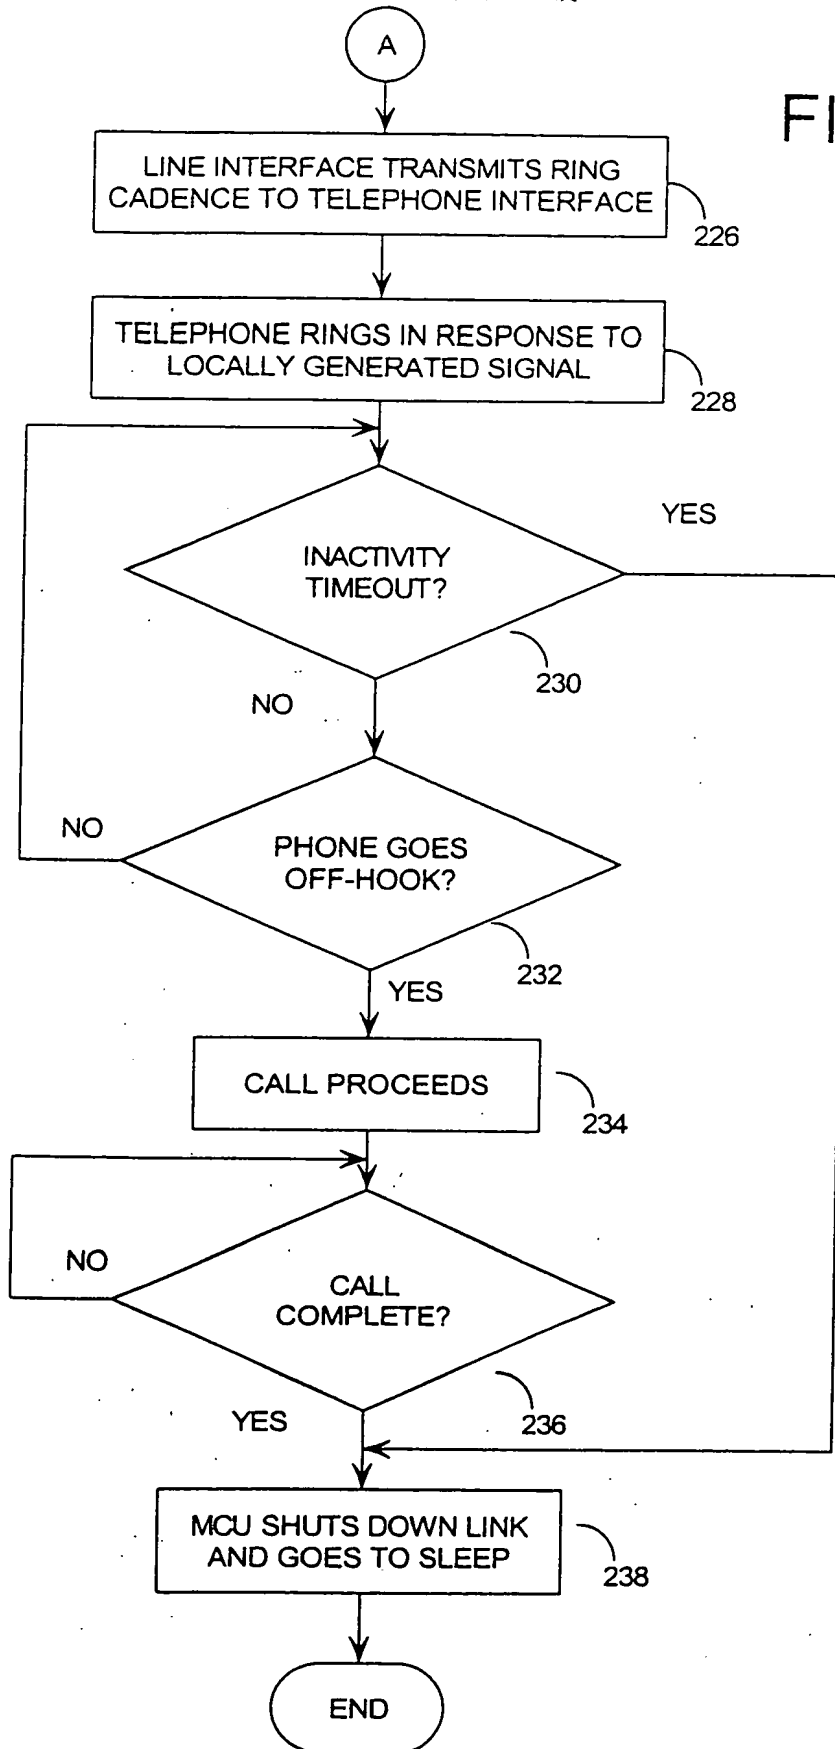 A
FI
LINE INTERFACE TRANSMITS RING
CADENCE TO TELEPHONE INTERFACE
226
TELEPHONE RINGS IN RESPONSE TO
LOCALLY GENERATED SIGNAL
228
YES
INACTIVITY
TIMEOUT?
230
NO
NO
PHONE GOES
OFF-HOOK?
232
YES
CALL PROCEEDS
234
NO
CALL
COMPLETE?
236
YES
MCU SHUTS DOWN LINK
AND GOES TO SLEEP
238
END